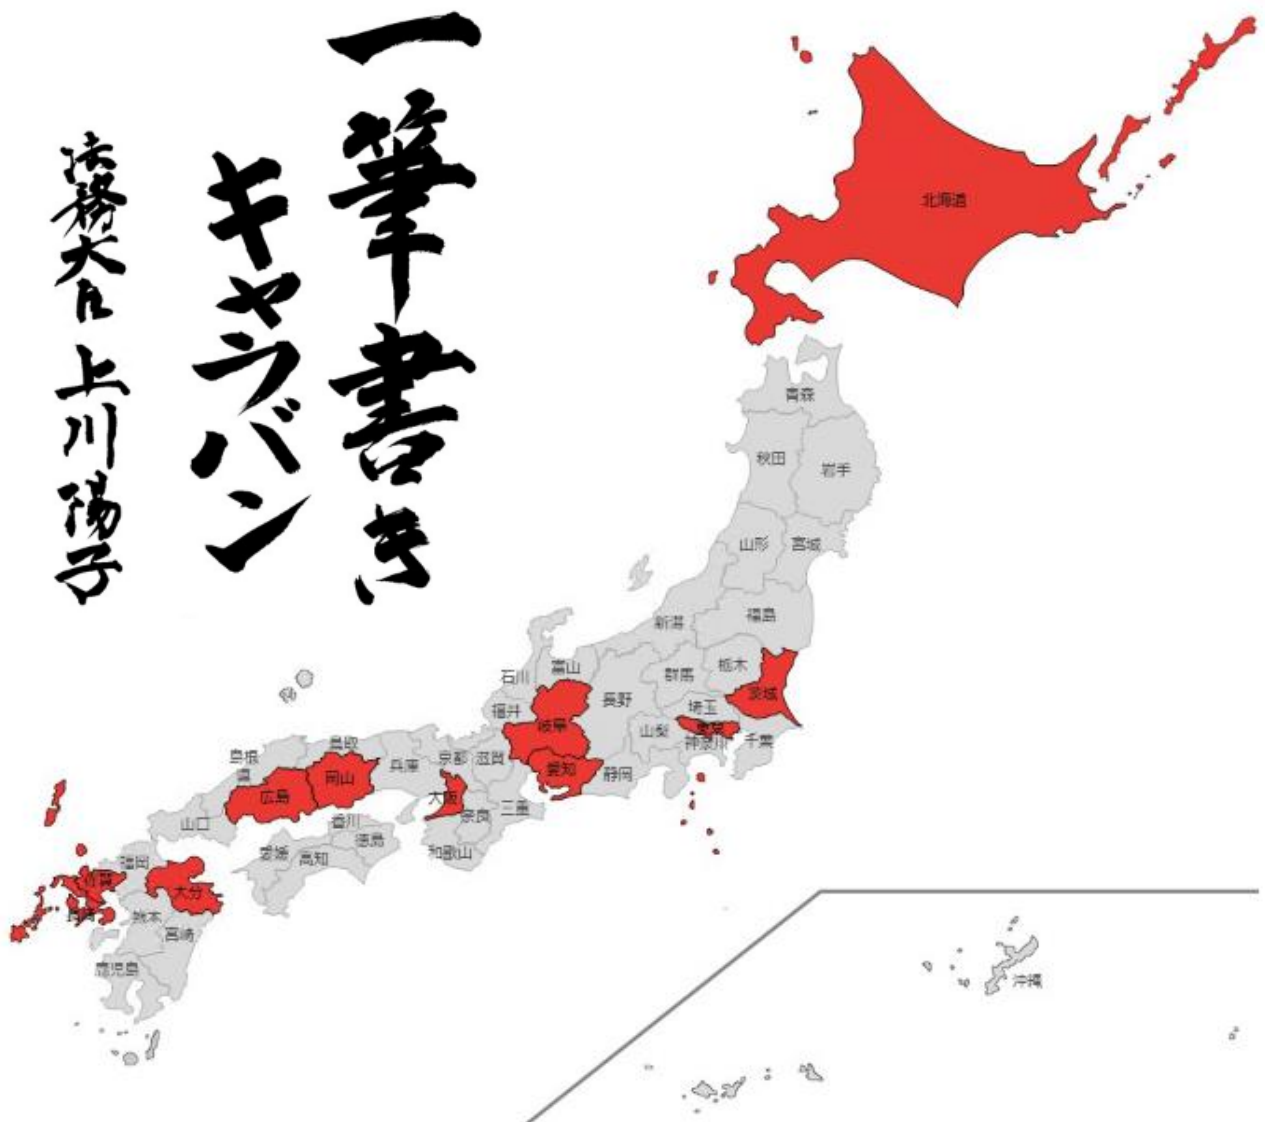 一筆書き
キャラバン
法務大臣 上川陽子
北海道
青森
秋田
岩手
山形
宮城
福島
新潟
石川
富山
群馬
栃木
茨城
福井
岐阜
長野
埼玉
山梨
東京
神奈川
千葉
島根県
鳥取
岡山
広島
兵庫
京都
滋賀
愛知
静岡
大阪
奈良
三重
和歌山
山口
香川
徳島
愛媛
高知
福岡
佐賀
長崎
大分
熊本
宮崎
鹿児島
沖縄